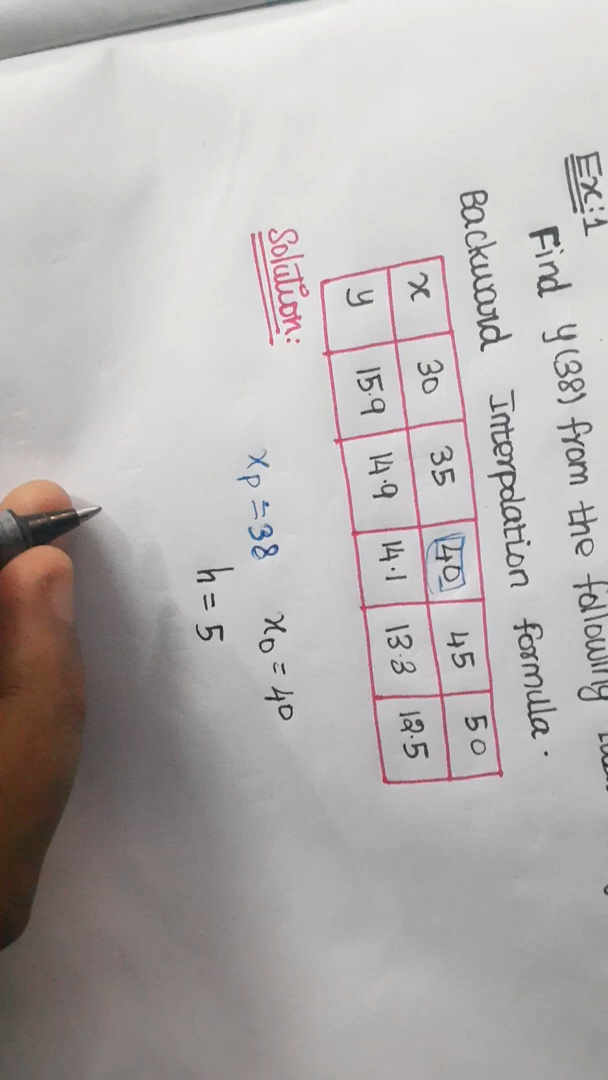 Ex:1
Find y(38) from the following
Backward Interpolation formula.
x 30 35 40 45 50
y 15.9 14.9 14.1 13.3 12.5
Solution:
xp = 38 x0 = 40
h = 5